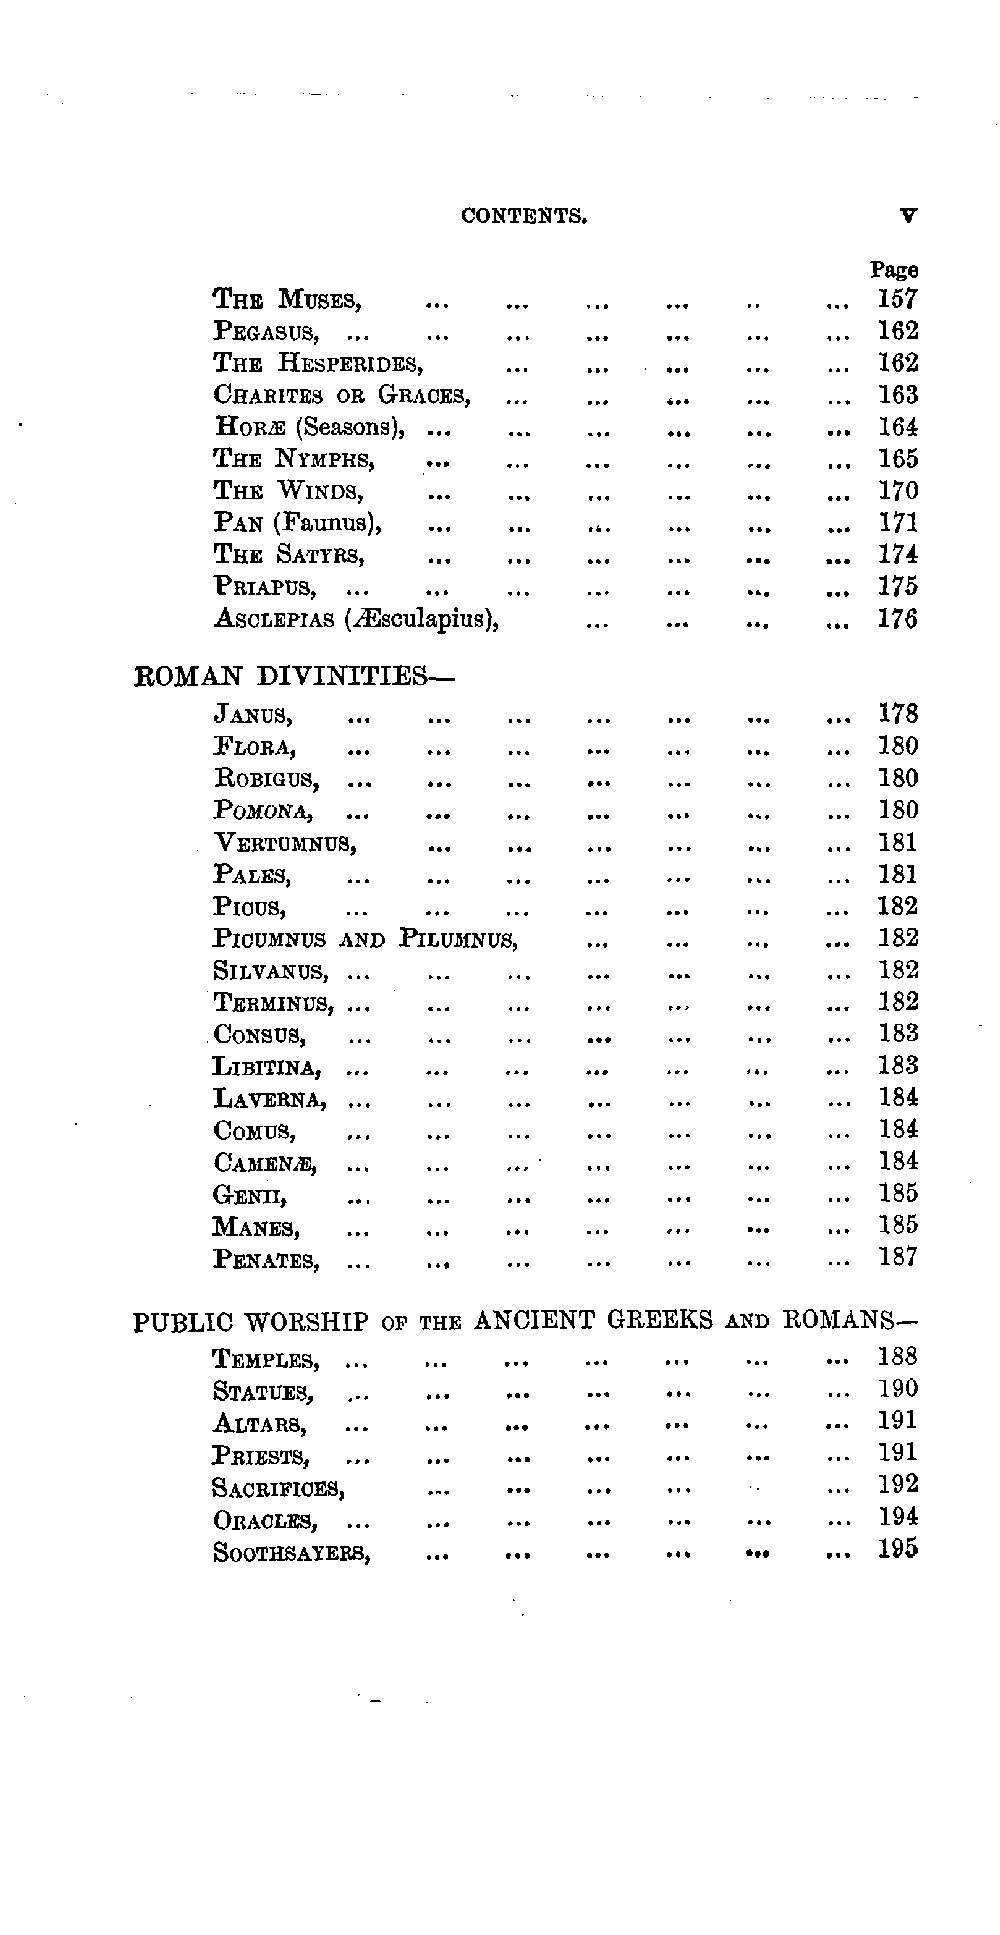 CONTENTS. V
Page
THE MUSES, ... ... ... ... .. ... 157
PEGASUS, ... ... ... ... ... ... ... 162
THE HESPERIDES, ... ... ... ... ... 162
CHARITES OR GRACES, ... ... ... ... ... 163
HORÆ (Seasons), ... ... ... ... ... ... 164
THE NYMPHS, ... ... ... ... ... ... 165
THE WINDS, ... ... ... ... ... ... 170
PAN (Faunus), ... ... ... ... ... ... 171
THE SATYRS, ... ... ... ... ... ... 174
PRIAPUS, ... ... ... ... ... ... ... 175
ASCLEPIAS (Æsculapius), ... ... ... ... 176
ROMAN DIVINITIES—
JANUS, ... ... ... ... ... ... ... 178
FLORA, ... ... ... ... ... ... ... 180
ROBIGUS, ... ... ... ... ... ... ... 180
POMONA, ... ... ... ... ... ... ... 180
VERTUMNUS, ... ... ... ... ... ... 181
PALES, ... ... ... ... ... ... ... 181
PICUS, ... ... ... ... ... ... ... 182
PICUMNUS AND PILUMNUS, ... ... ... ... 182
SILVANUS, ... ... ... ... ... ... ... 182
TERMINUS, ... ... ... ... ... ... ... 182
CONSUS, ... ... ... ... ... ... ... 183
LIBITINA, ... ... ... ... ... ... ... 183
LAVERNA, ... ... ... ... ... ... ... 184
COMUS, ... ... ... ... ... ... ... 184
CAMENÆ, ... ... ... ... ... ... ... 184
GENII, ... ... ... ... ... ... ... 185
MANES, ... ... ... ... ... ... ... 185
PENATES, ... ... ... ... ... ... ... 187
PUBLIC WORSHIP OF THE ANCIENT GREEKS AND ROMANS—
TEMPLES, ... ... ... ... ... ... ... 188
STATUES, ... ... ... ... ... ... ... 190
ALTARS, ... ... ... ... ... ... ... 191
PRIESTS, ... ... ... ... ... ... ... 191
SACRIFICES, ... ... ... ... .. ... 192
ORACLES, ... ... ... ... ... ... ... 194
SOOTHSAYERS, ... ... ... ... ... ... 195